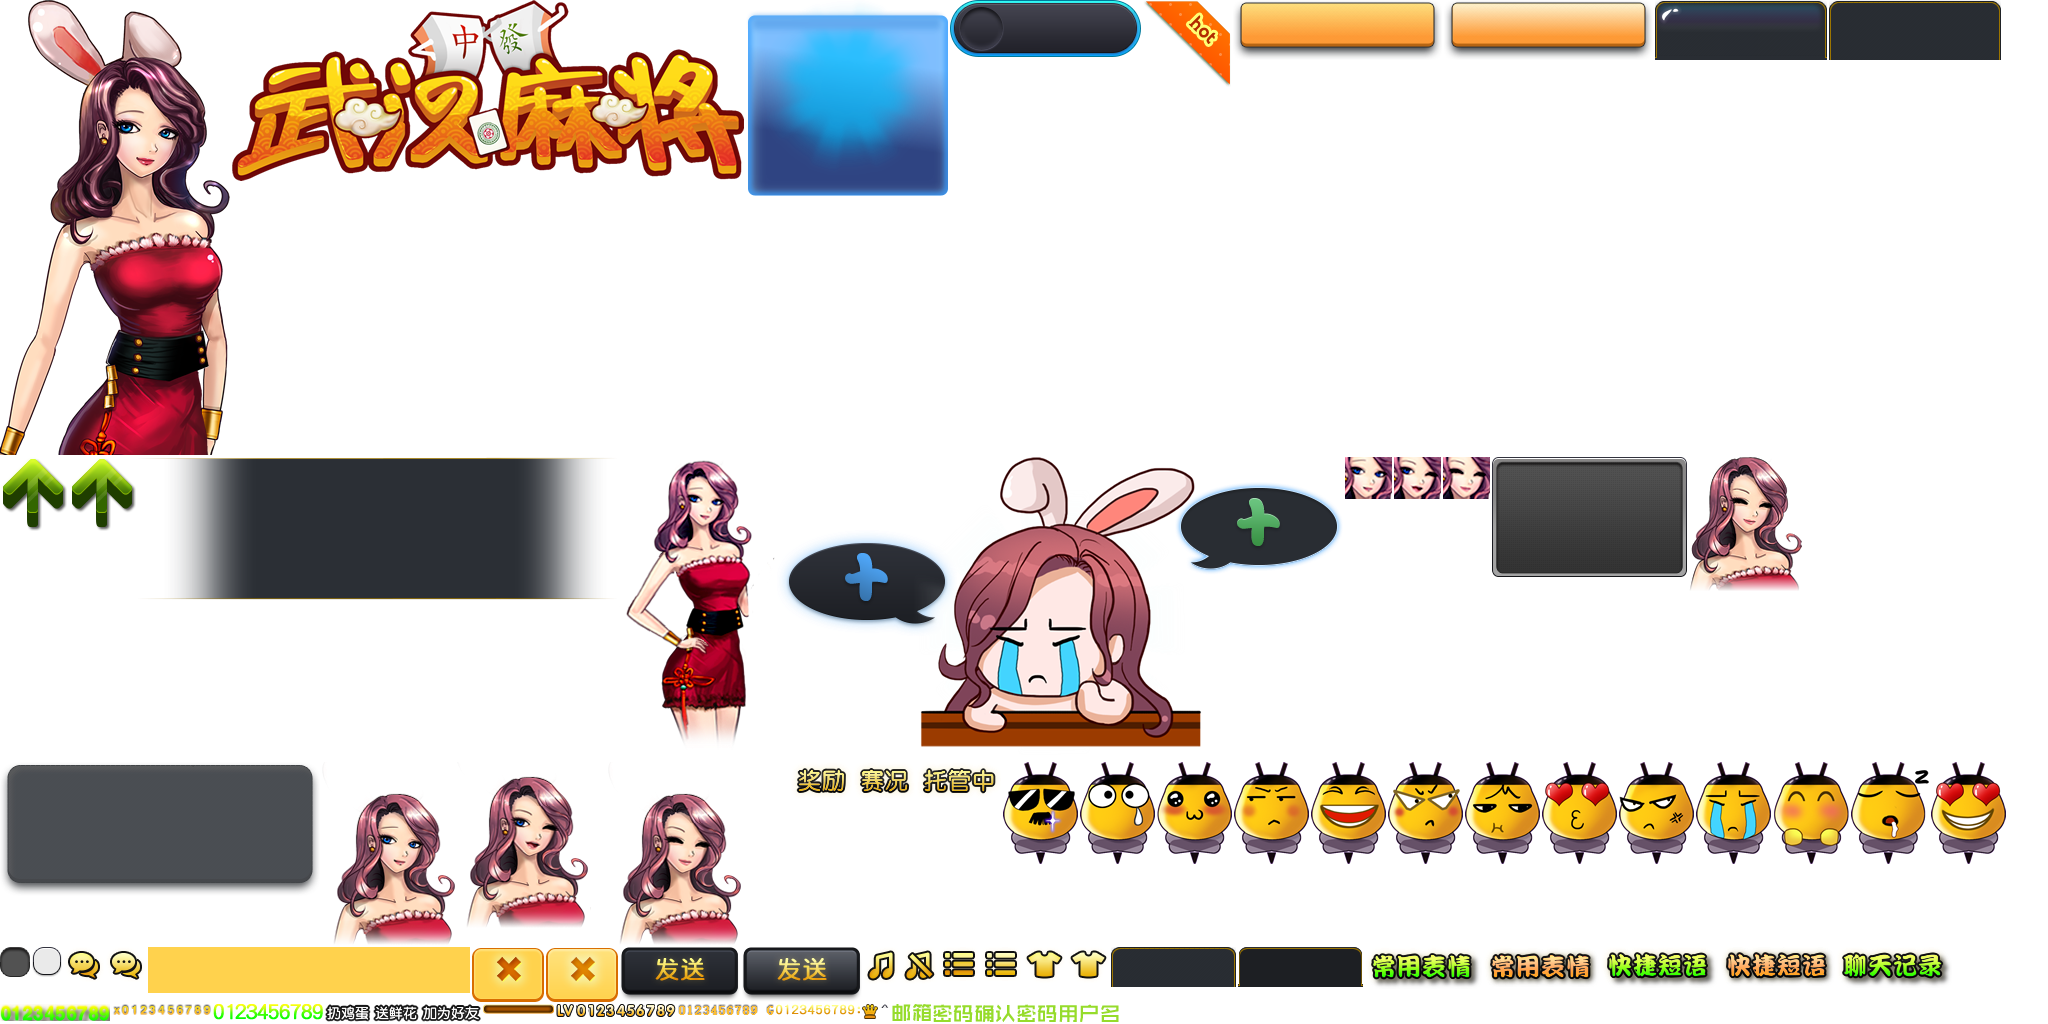 中 發
武汉麻将
hot
奖励 赛况 托管中
z
发送 发送
常用表情 常用表情 快捷短语 快捷短语 聊天记录
0123456789 x0123456789 0123456789 扔鸡蛋 送鲜花 加为好友 LV0123456789 0123456789 G0123456789. ^ 邮箱密码确认密码用户名